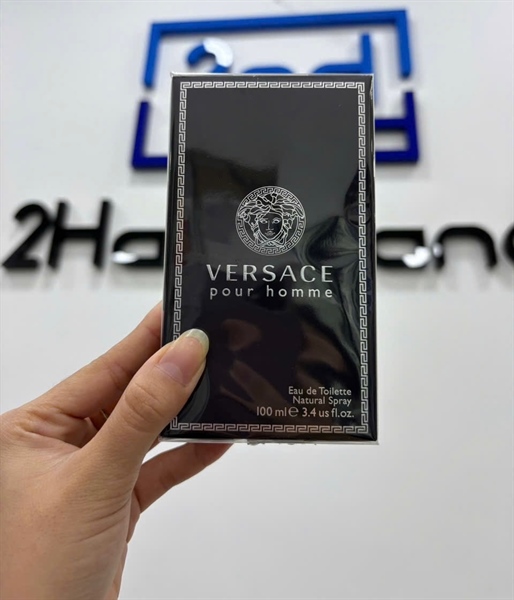 VERSACE
pour homme
Eau de Toilette
Natural Spray
100 ml ℮ 3.4 us fl.oz.